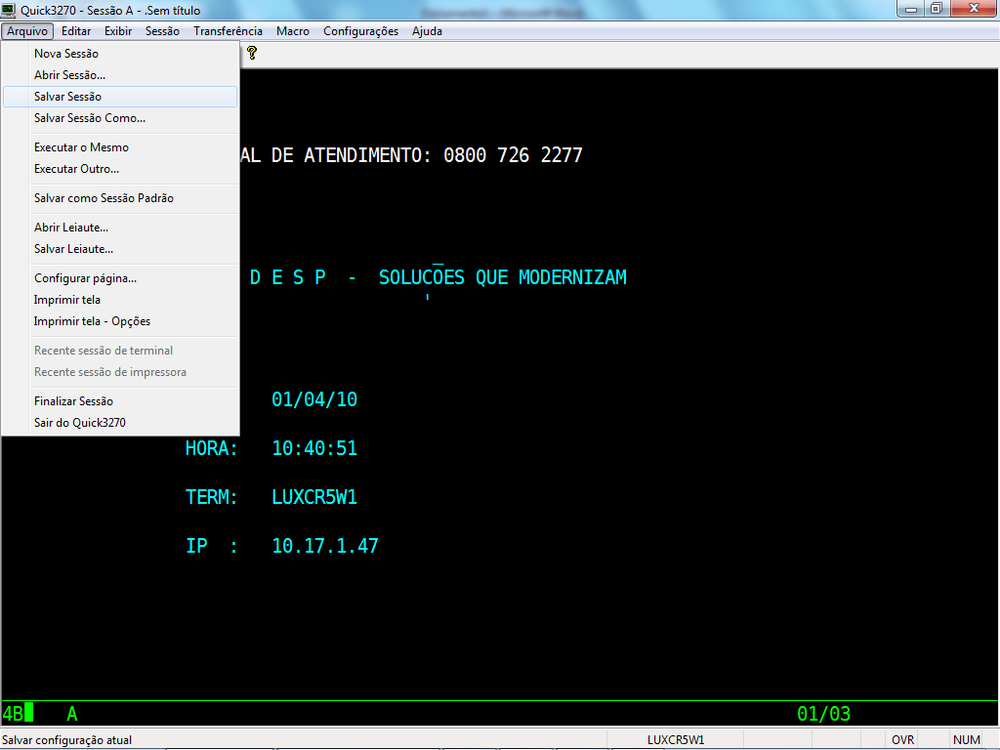 Quick3270 - Sessão A - .Sem título
Arquivo Editar Exibir Sessão Transferência Macro Configurações Ajuda
Nova Sessão
Abrir Sessão...
Salvar Sessão
Salvar Sessão Como...
Executar o Mesmo
Executar Outro...
Salvar como Sessão Padrão
Abrir Leiaute...
Salvar Leiaute...
Configurar página...
Imprimir tela
Imprimir tela - Opções
Recente sessão de terminal
Recente sessão de impressora
Finalizar Sessão
Sair do Quick3270
AL DE ATENDIMENTO: 0800 726 2277
D E S P - SOLUCOES QUE MODERNIZAM
01/04/10
HORA: 10:40:51
TERM: LUXCR5W1
IP : 10.17.1.47
4B A 01/03
Salvar configuração atual LUXCR5W1 OVR NUM